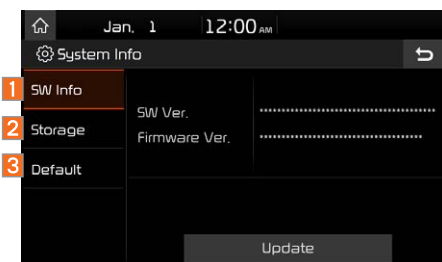 Jan. 1 12:00 AM
System Info
1 SW Info
SW Ver. ••••••••••••••••••••••••••••••••••••••
2 Storage
Firmware Ver. ••••••••••••••••••••••••••••••••••
3 Default
Update